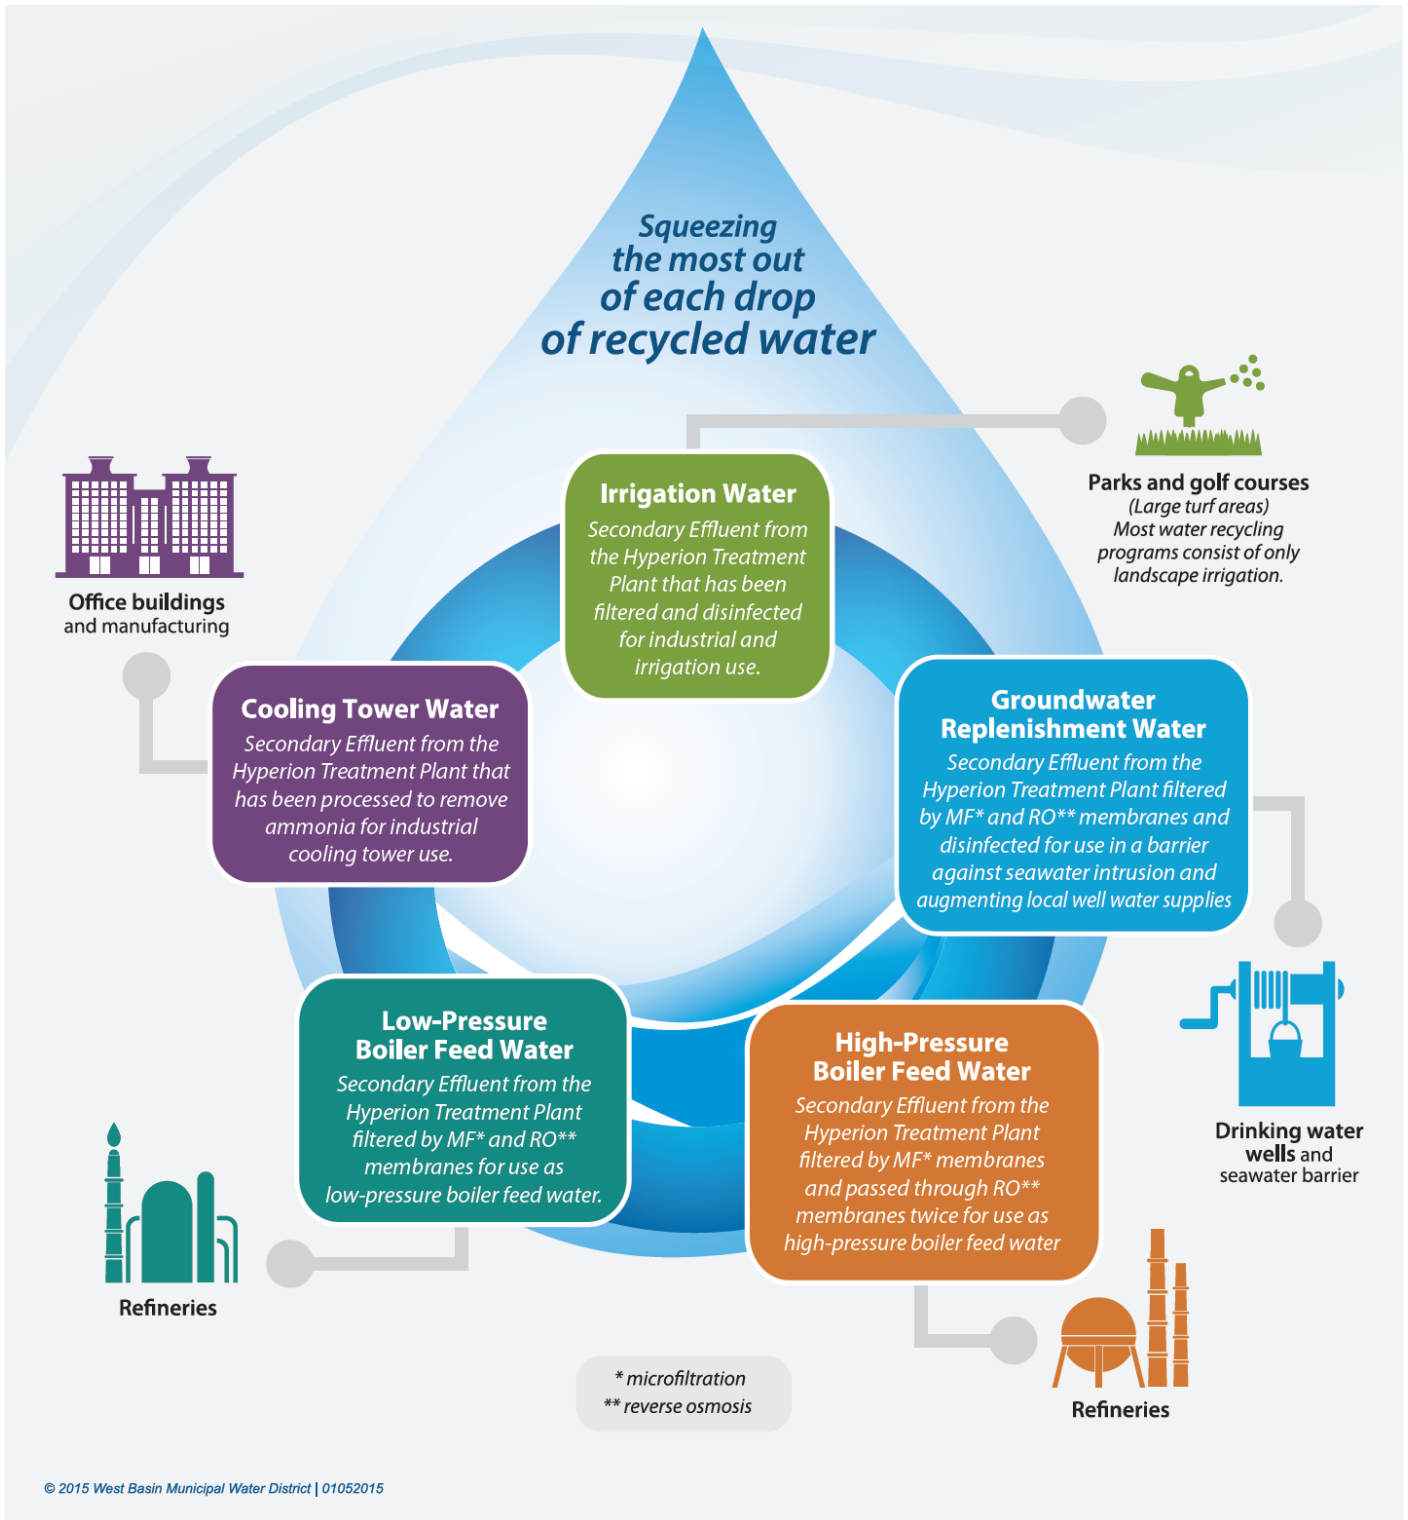 Squeezing
the most out
of each drop
of recycled water
Parks and golf courses
(Large turf areas)
Most water recycling
programs consist of only
landscape irrigation.
Irrigation Water
Secondary Effluent from
the Hyperion Treatment
Plant that has been
filtered and disinfected
for industrial and
irrigation use.
Office buildings
and manufacturing
Cooling Tower Water
Secondary Effluent from the
Hyperion Treatment Plant that
has been processed to remove
ammonia for industrial
cooling tower use.
Groundwater
Replenishment Water
Secondary Effluent from the
Hyperion Treatment Plant filtered
by MF* and RO** membranes and
disinfected for use in a barrier
against seawater intrusion and
augmenting local well water supplies
Drinking water
wells and
seawater barrier
Low-Pressure
Boiler Feed Water
Secondary Effluent from the
Hyperion Treatment Plant
filtered by MF* and RO**
membranes for use as
low-pressure boiler feed water.
Refineries
High-Pressure
Boiler Feed Water
Secondary Effluent from the
Hyperion Treatment Plant
filtered by MF* membranes
and passed through RO**
membranes twice for use as
high-pressure boiler feed water
Refineries
* microfiltration
** reverse osmosis
© 2015 West Basin Municipal Water District | 01052015